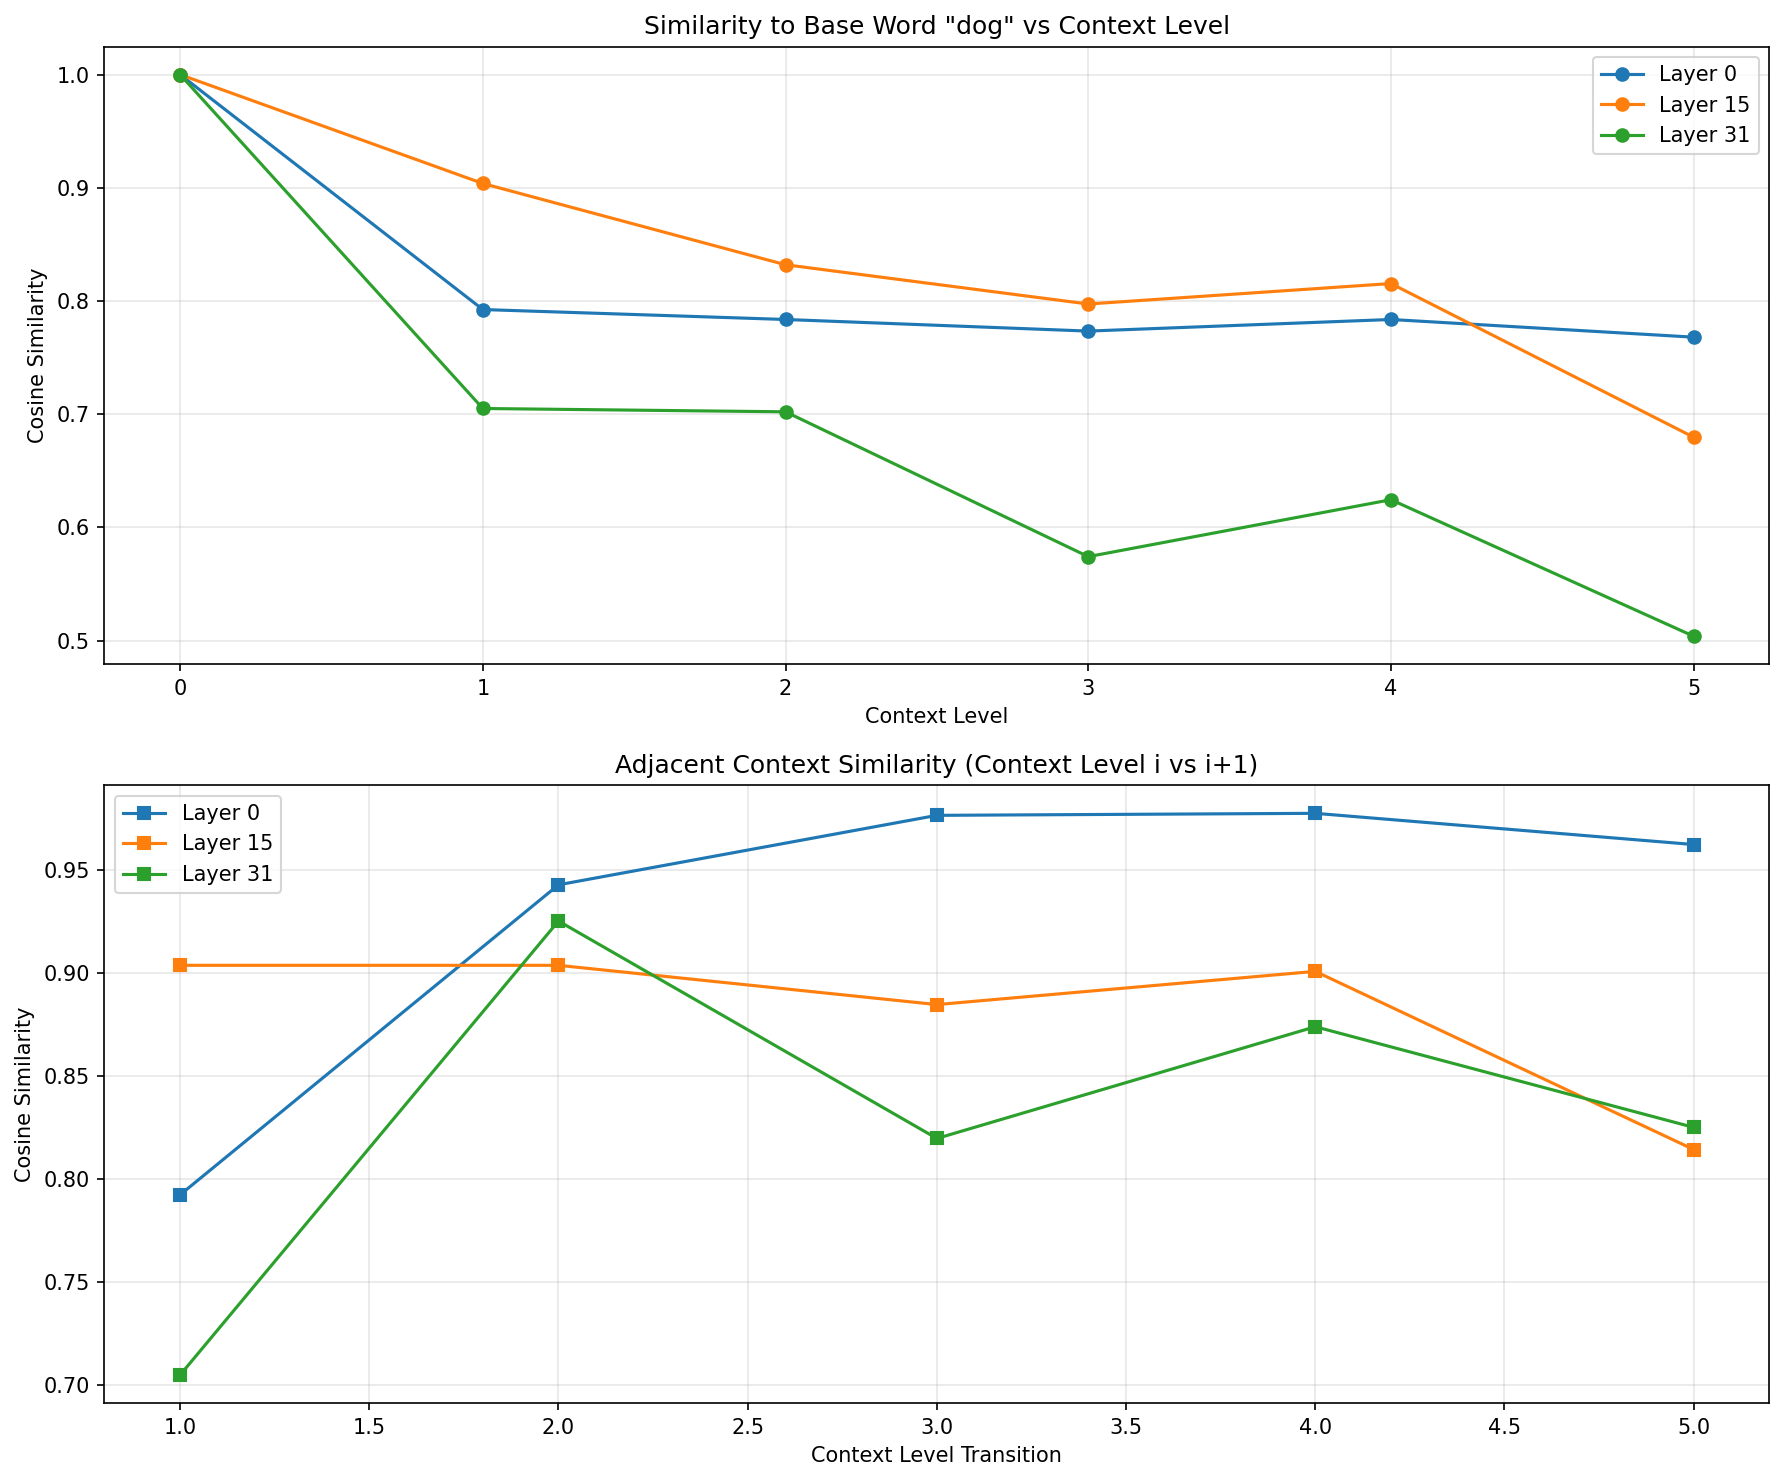 Similarity to Base Word "dog" vs Context Level
Cosine Similarity
1.0
0.9
0.8
0.7
0.6
0.5
Layer 0
Layer 15
Layer 31
0 1 2 3 4 5
Context Level
Adjacent Context Similarity (Context Level i vs i+1)
Cosine Similarity
0.95
0.90
0.85
0.80
0.75
0.70
Layer 0
Layer 15
Layer 31
1.0 1.5 2.0 2.5 3.0 3.5 4.0 4.5 5.0
Context Level Transition